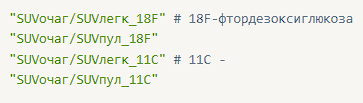 "SUVочаг/SUVлегк_18F" # 18F-фтордезоксиглюкоза
"SUVочаг/SUVпул_18F"
"SUVочаг/SUVлегк_11C" # 11C -
"SUVочаг/SUVпул_11C"